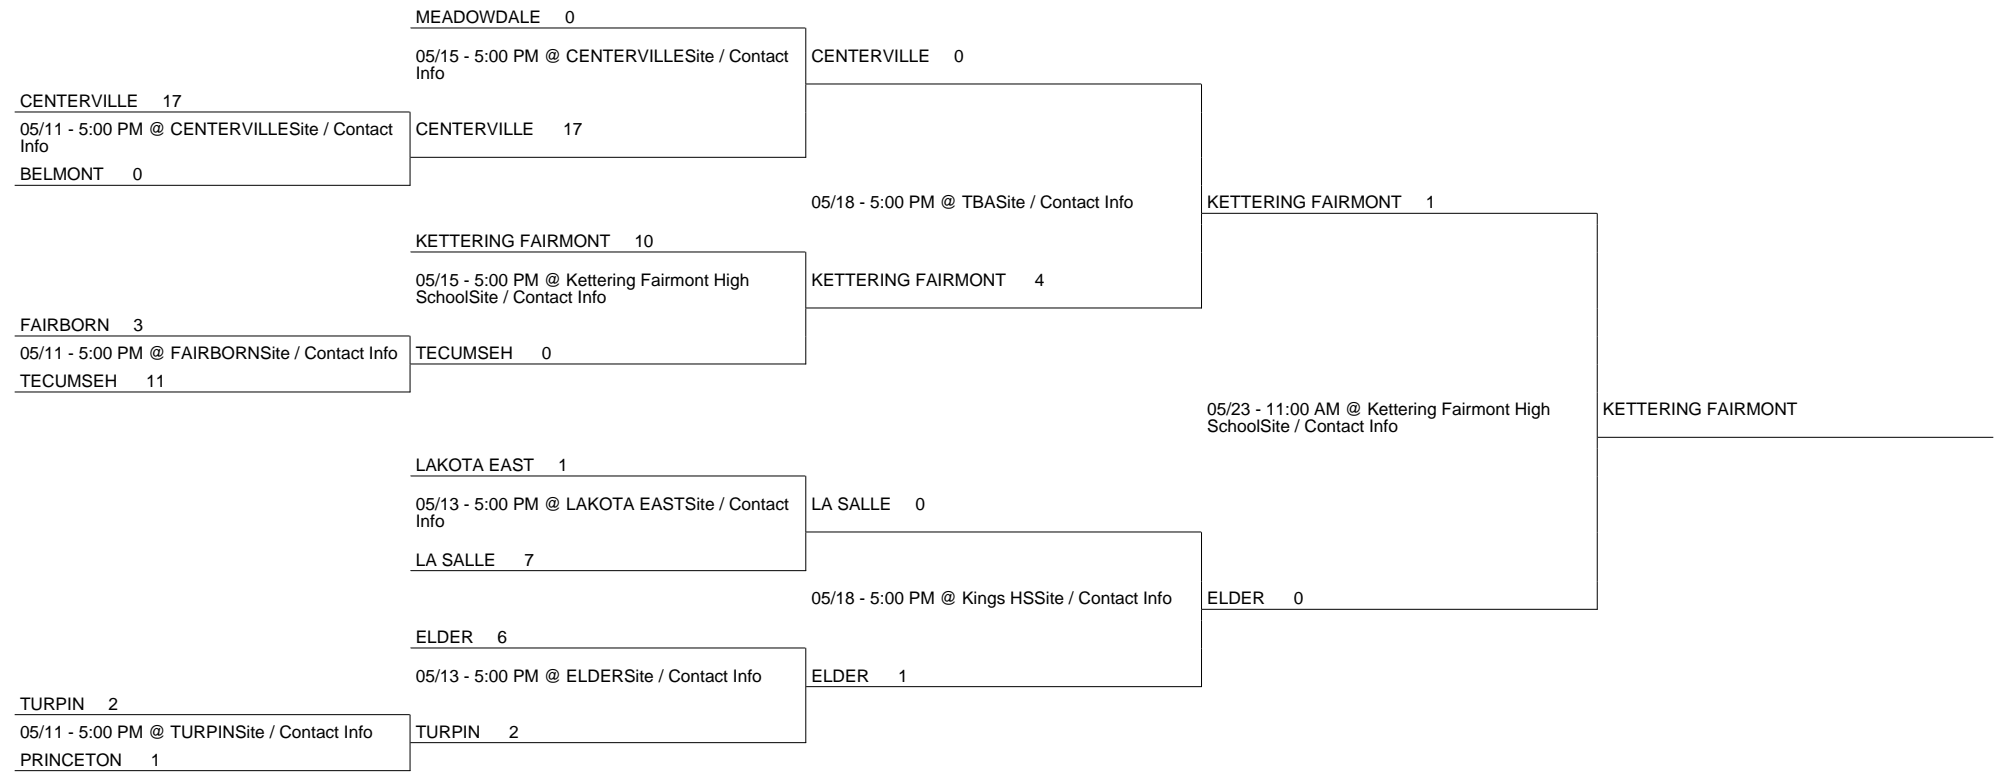 MEADOWDALE 0
05/15 - 5:00 PM @ CENTERVILLESite / Contact
Info
CENTERVILLE 0
CENTERVILLE 17
05/11 - 5:00 PM @ CENTERVILLESite / Contact
Info
CENTERVILLE 17
BELMONT 0
05/18 - 5:00 PM @ TBASite / Contact Info
KETTERING FAIRMONT 1
KETTERING FAIRMONT 10
05/15 - 5:00 PM @ Kettering Fairmont High
SchoolSite / Contact Info
KETTERING FAIRMONT 4
FAIRBORN 3
05/11 - 5:00 PM @ FAIRBORNSite / Contact Info
TECUMSEH 0
TECUMSEH 11
05/23 - 11:00 AM @ Kettering Fairmont High
SchoolSite / Contact Info
KETTERING FAIRMONT
LAKOTA EAST 1
05/13 - 5:00 PM @ LAKOTA EASTSite / Contact
Info
LA SALLE 0
LA SALLE 7
05/18 - 5:00 PM @ Kings HSSite / Contact Info
ELDER 0
ELDER 6
05/13 - 5:00 PM @ ELDERSite / Contact Info
ELDER 1
TURPIN 2
05/11 - 5:00 PM @ TURPINSite / Contact Info
TURPIN 2
PRINCETON 1